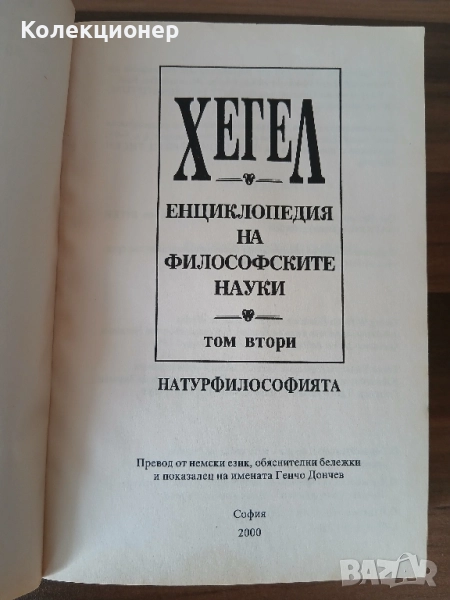 Колекционер
ХЕГЕЛ
ЕНЦИКЛОПЕДИЯ
НА
ФИЛОСОФСКИТЕ
НАУКИ
ТОМ ВТОРИ
НАТУРФИЛОСОФИЯТА
Превод от немски език, обяснителни бележки
и показалец на имената Генчо Дончев
София
2000
BAZAR